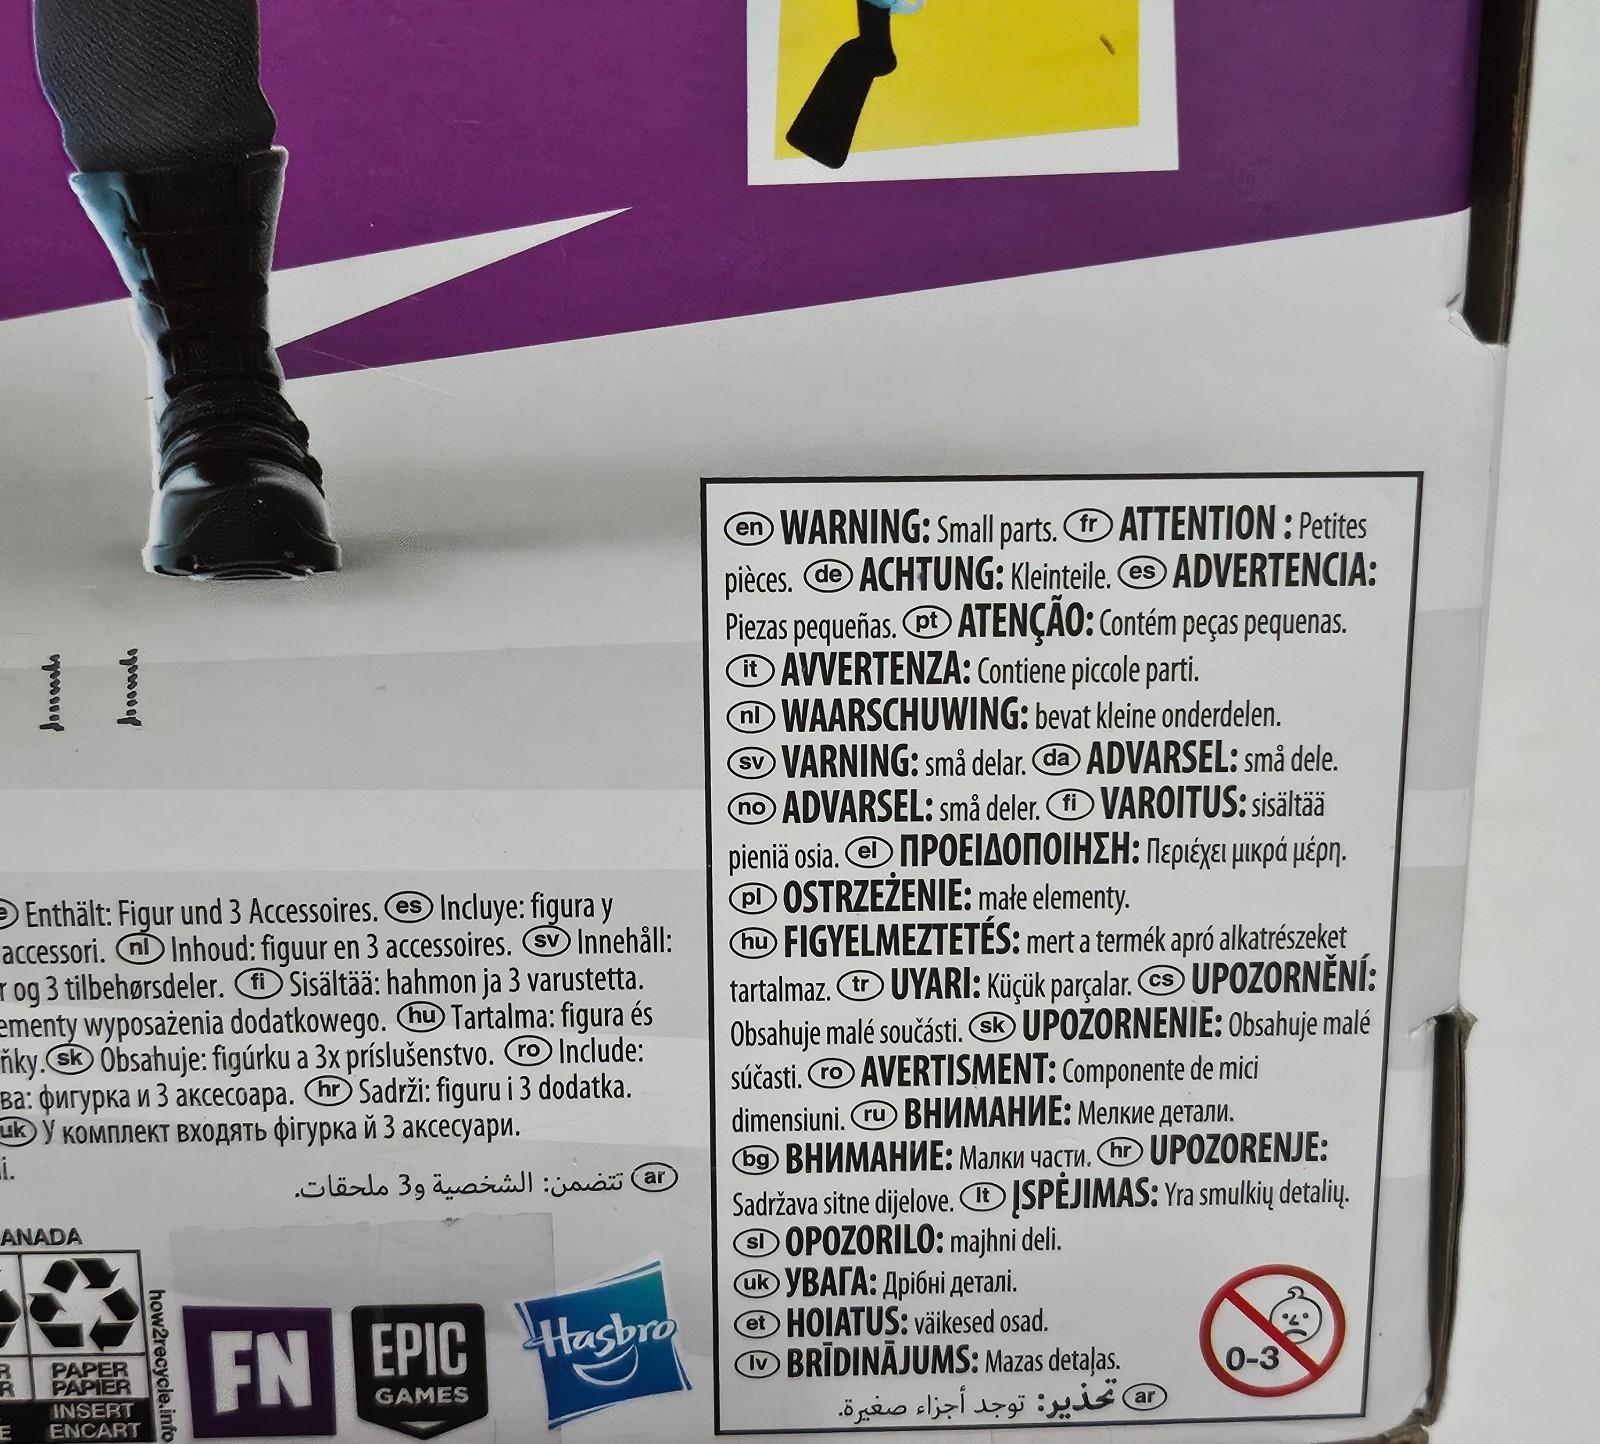 en WARNING: Small parts. fr ATTENTION : Petites
pièces. de ACHTUNG: Kleinteile. es ADVERTENCIA:
Piezas pequeñas. pt ATENÇÃO: Contém peças pequenas.
it AVVERTENZA: Contiene piccole parti.
nl WAARSCHUWING: bevat kleine onderdelen.
sv VARNING: små delar. da ADVARSEL: små dele.
no ADVARSEL: små deler. fi VAROITUS: sisältää
pieniä osia. el ΠΡΟΕΙΔΟΠΟΙΗΣΗ: Περιέχει μικρά μέρη.
pl OSTRZEŻENIE: małe elementy.
hu FIGYELMEZTETÉS: mert a termék apró alkatrészeket
tartalmaz. tr UYARI: Küçük parçalar. cs UPOZORNĚNÍ:
Obsahuje malé součásti. sk UPOZORNENIE: Obsahuje malé
súčasti. ro AVERTISMENT: Componente de mici
dimensiuni. ru ВНИМАНИЕ: Мелкие детали.
bg ВНИМАНИЕ: Малки части. hr UPOZORENJE:
Sadržava sitne dijelove. lt ĮSPĖJIMAS: Yra smulkių detalių.
sl OPOZORILO: majhni deli.
uk УВАГА: Дрібні деталі.
et HOIATUS: väikesed osad.
lv BRĪDINĀJUMS: Mazas detaļas.
ar تحذير: توجد أجزاء صغيرة.
0-3
Enthält: Figur und 3 Accessoires. es Incluye: figura y
accessori. nl Inhoud: figuur en 3 accessoires. sv Innehåll:
og 3 tilbehørsdeler. fi Sisältää: hahmon ja 3 varustetta.
wyposażenia dodatkowego. hu Tartalma: figura és
sk Obsahuje: figúrku a 3x príslušenstvo. ro Include:
фигурка и 3 аксесоара. hr Sadrži: figuru i 3 dodatka.
uk У комплект входять фігурка й 3 аксесуари.
ar تتضمن: الشخصية و3 ملحقات.
PAPER
PAPIER
INSERT
ENCART
how2recycle.info
FN
EPIC
GAMES
Hasbro